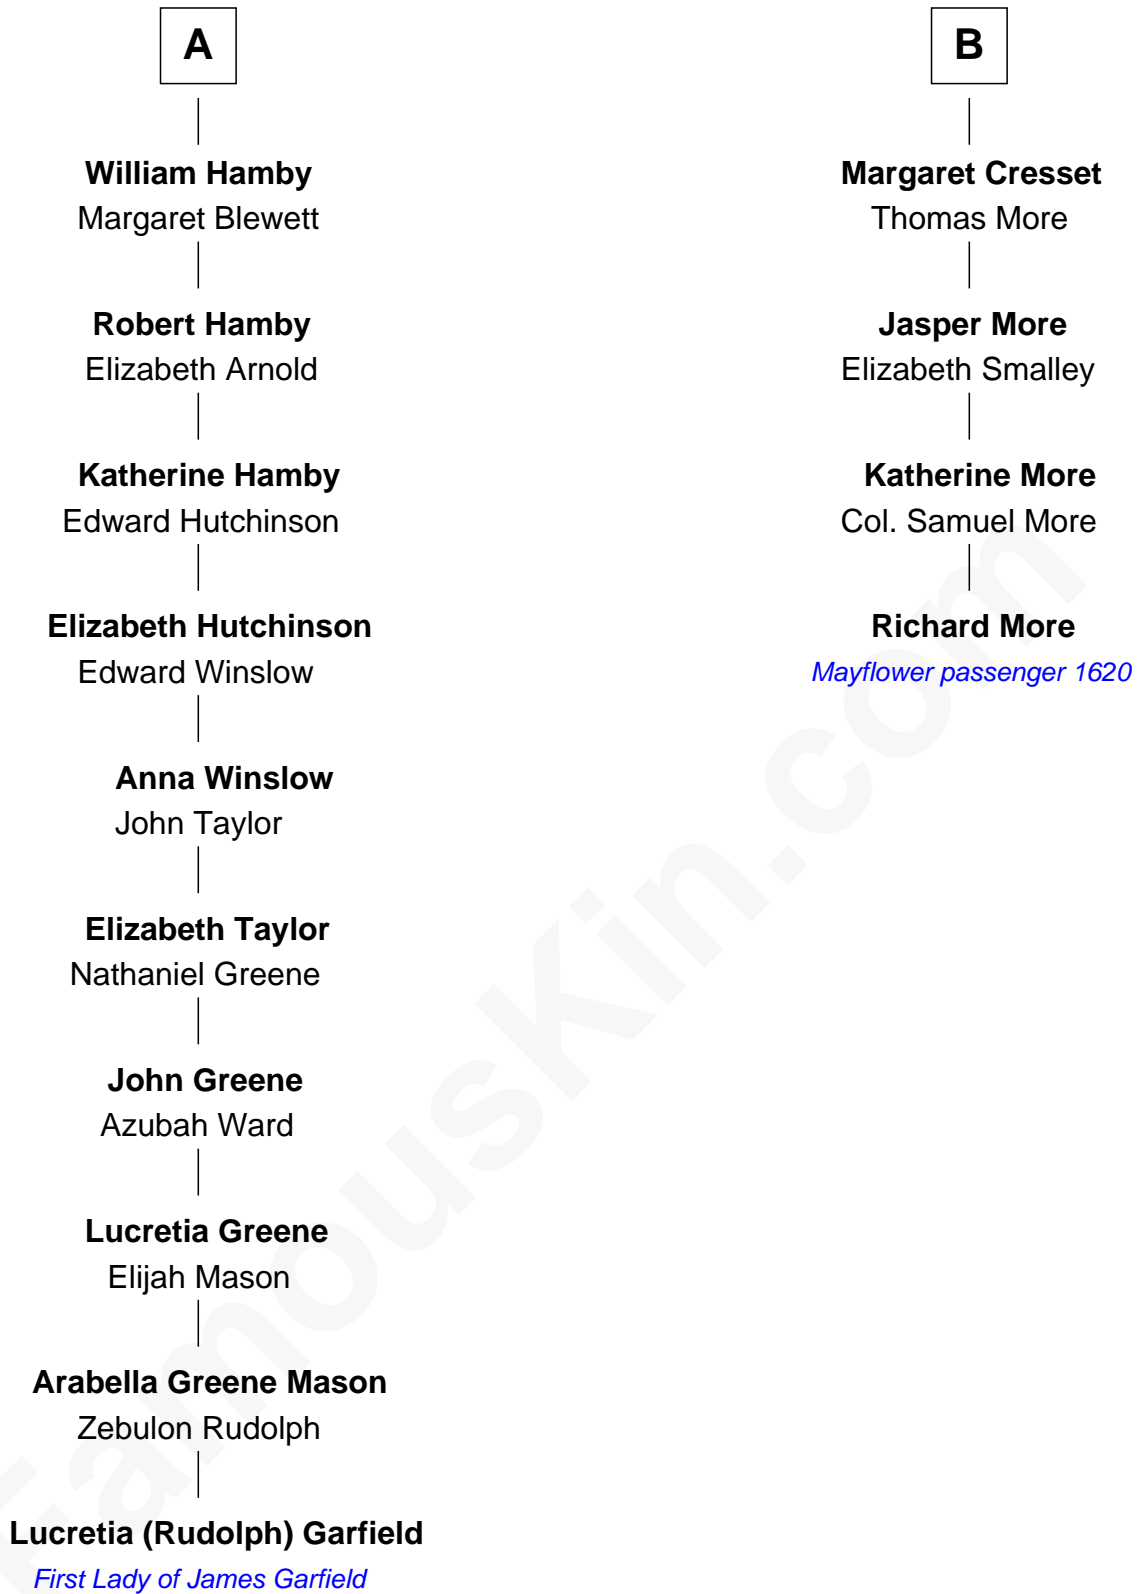 A
William Hamby
Margaret Blewett
Robert Hamby
Elizabeth Arnold
Katherine Hamby
Edward Hutchinson
Elizabeth Hutchinson
Edward Winslow
Anna Winslow
John Taylor
Elizabeth Taylor
Nathaniel Greene
John Greene
Azubah Ward
Lucretia Greene
Elijah Mason
Arabella Greene Mason
Zebulon Rudolph
Lucretia (Rudolph) Garfield
First Lady of James Garfield
B
Margaret Cresset
Thomas More
Jasper More
Elizabeth Smalley
Katherine More
Col. Samuel More
Richard More
Mayflower passenger 1620
FamousKin.com